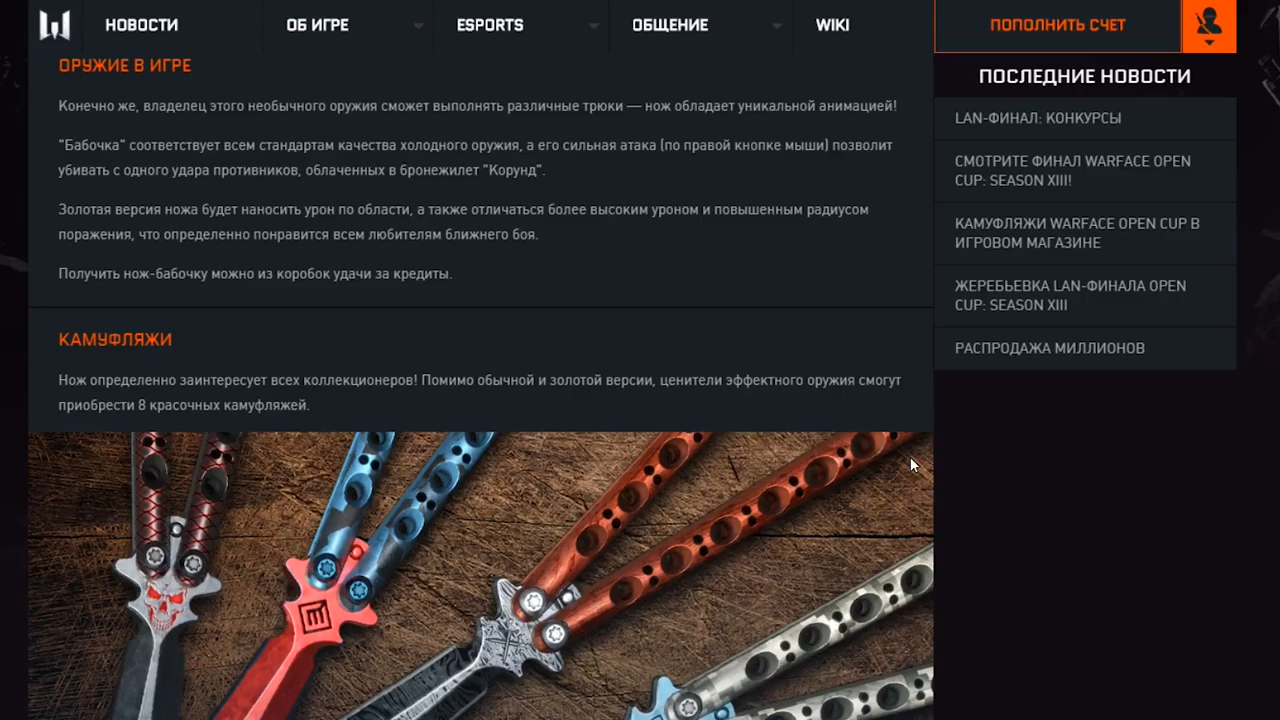 НОВОСТИ
ОБ ИГРЕ
ESPORTS
ОБЩЕНИЕ
WIKI
ПОПОЛНИТЬ СЧЕТ
ОРУЖИЕ В ИГРЕ
Конечно же, владелец этого необычного оружия сможет выполнять различные трюки — нож обладает уникальной анимацией!
"Бабочка" соответствует всем стандартам качества холодного оружия, а его сильная атака (по правой кнопке мыши) позволит
убивать с одного удара противников, облаченных в бронежилет "Корунд".
Золотая версия ножа будет наносить урон по области, а также отличаться более высоким уроном и повышенным радиусом
поражения, что определенно понравится всем любителям ближнего боя.
Получить нож-бабочку можно из коробок удачи за кредиты.
КАМУФЛЯЖИ
Нож определенно заинтересует всех коллекционеров! Помимо обычной и золотой версии, ценители эффектного оружия смогут
приобрести 8 красочных камуфляжей.
ПОСЛЕДНИЕ НОВОСТИ
LAN-ФИНАЛ: КОНКУРСЫ
СМОТРИТЕ ФИНАЛ WARFACE OPEN
CUP: SEASON XIII!
КАМУФЛЯЖИ WARFACE OPEN CUP В
ИГРОВОМ МАГАЗИНЕ
ЖЕРЕБЬЕВКА LAN-ФИНАЛА OPEN
CUP: SEASON XIII
РАСПРОДАЖА МИЛЛИОНОВ